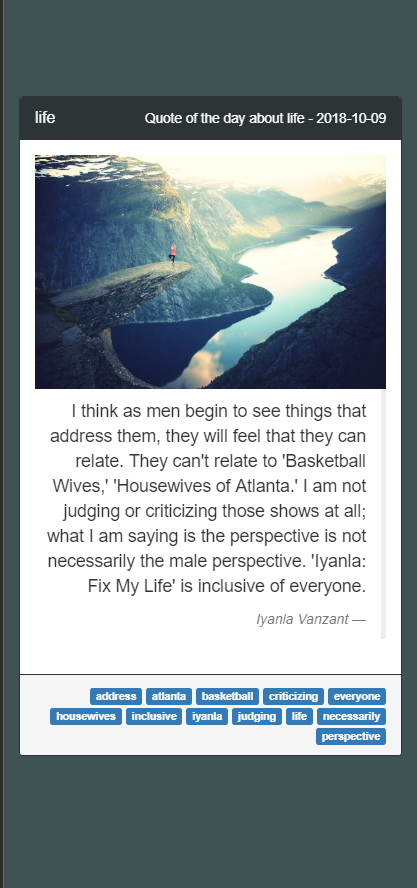 life
Quote of the day about life - 2018-10-09
I think as men begin to see things that
address them, they will feel that they can
relate. They can't relate to 'Basketball
Wives,' 'Housewives of Atlanta.' I am not
judging or criticizing those shows at all;
what I am saying is the perspective is not
necessarily the male perspective. 'Iyanla:
Fix My Life' is inclusive of everyone.
Iyanla Vanzant —
address atlanta basketball criticizing everyone
housewives inclusive iyanla judging life necessarily
perspective